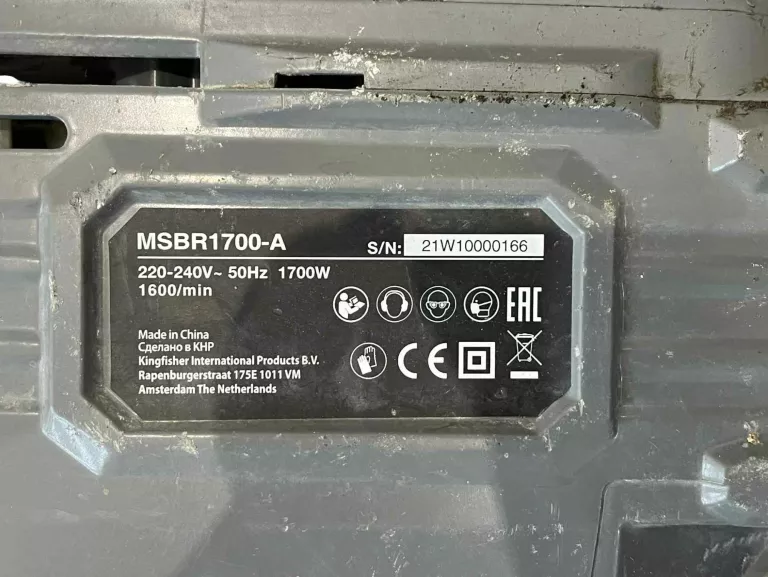 MSBR1700-A
S/N: 21W10000166
220-240V~ 50Hz 1700W
1600/min
EAC
Made in China
Сделано в КНР
Kingfisher International Products B.V.
Rapenburgerstraat 175E 1011 VM
Amsterdam The Netherlands
CE